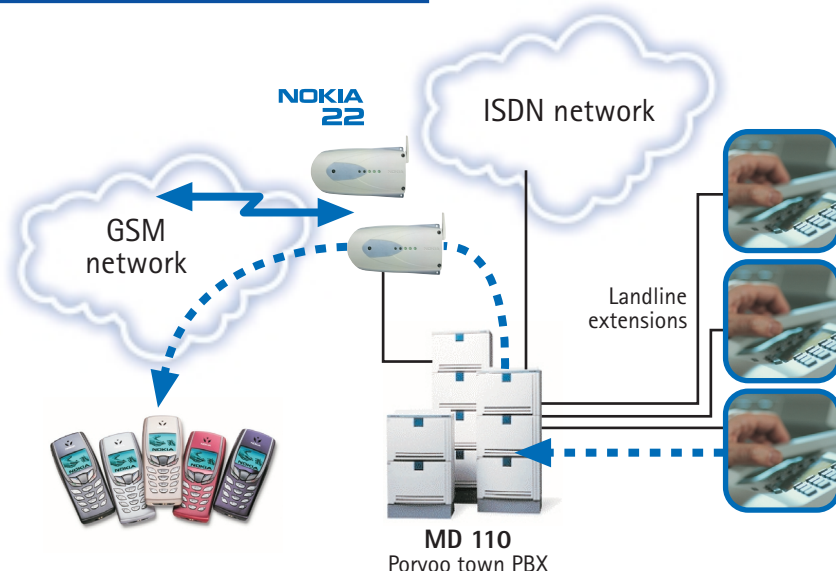 NOKIA
22
ISDN network
GSM
network
Landline
extensions
MD 110
Porvoo town PBX